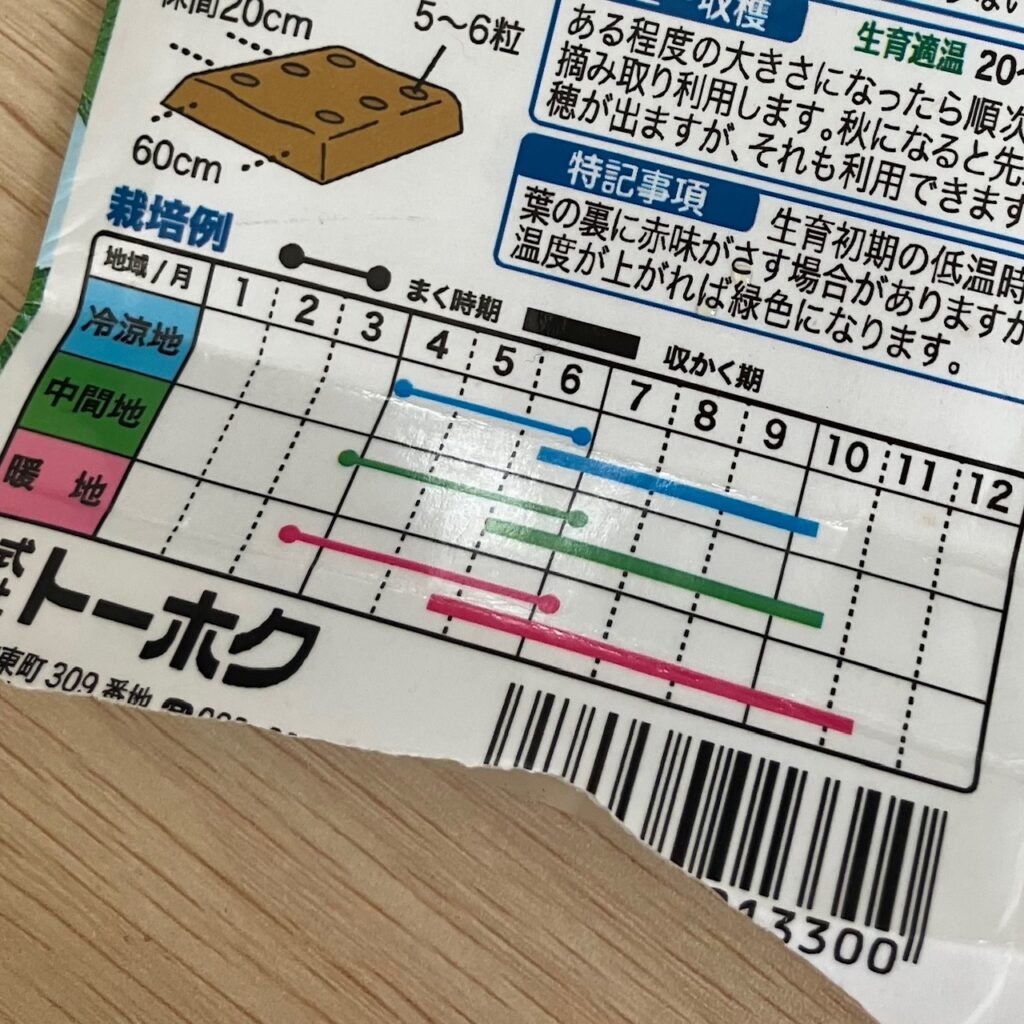 株間20cm
5〜6粒
60cm
収穫
生育適温 20〜
ある程度の大きさになったら順次
摘み取り利用します。秋になると先
穂が出ますが、それも利用できます
特記事項
生育初期の低温時
葉の裏に赤味がさす場合がありますが
温度が上がれば緑色になります。
栽培例
まく時期
収かく期
地域/月 1 2 3 4 5 6 7 8 9 10 11 12
冷涼地
中間地
暖地
式
トーホク
東町309番地
13300